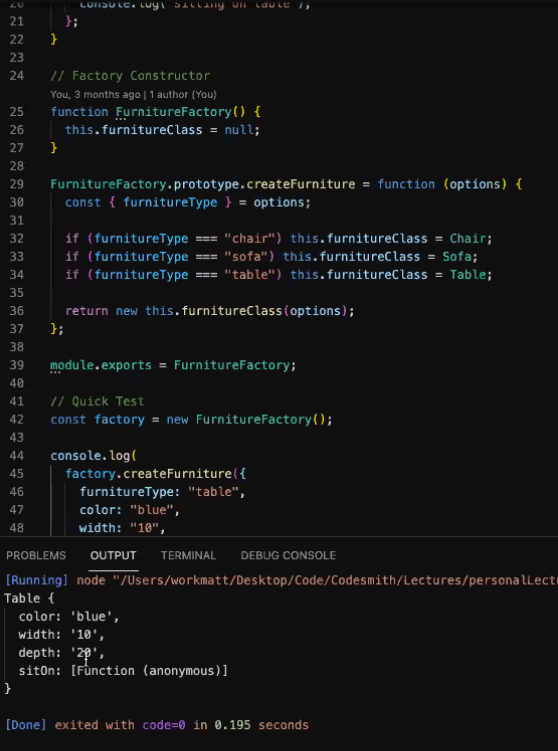 20 console.log("sitting on table");
21 };
22 }
23
24 // Factory Constructor
You, 3 months ago | 1 author (You)
25 function FurnitureFactory() {
26 this.furnitureClass = null;
27 }
28
29 FurnitureFactory.prototype.createFurniture = function (options) {
30 const { furnitureType } = options;
31
32 if (furnitureType === "chair") this.furnitureClass = Chair;
33 if (furnitureType === "sofa") this.furnitureClass = Sofa;
34 if (furnitureType === "table") this.furnitureClass = Table;
35
36 return new this.furnitureClass(options);
37 };
38
39 module.exports = FurnitureFactory;
40
41 // Quick Test
42 const factory = new FurnitureFactory();
43
44 console.log(
45 factory.createFurniture({
46 furnitureType: "table",
47 color: "blue",
48 width: "10",
PROBLEMS OUTPUT TERMINAL DEBUG CONSOLE
[Running] node "/Users/workmatt/Desktop/Code/Codesmith/Lectures/personalLect
Table {
color: 'blue',
width: '10',
depth: '20',
sitOn: [Function (anonymous)]
}
[Done] exited with code=0 in 0.195 seconds